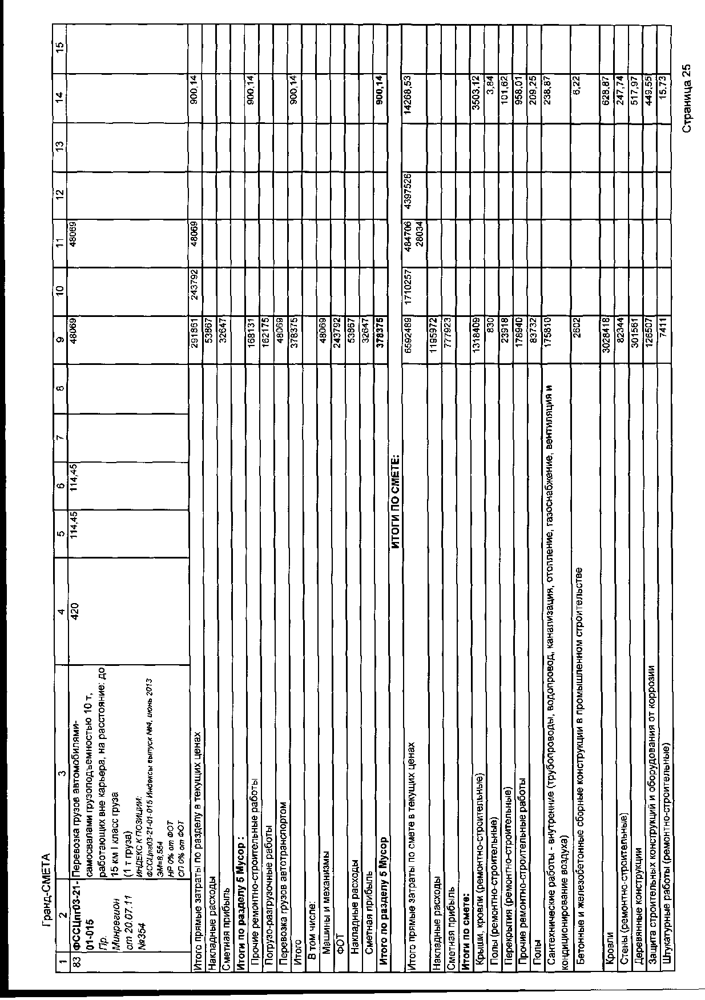 Гранд-СМЕТА
1 2 3 4 5 6 7 8 9 10 11 12 13 14 15
83 ФССЦпг03-21- Перевозка грузов автомобилями- 420 114,45 114,45 48069 48069
01-015 самосвалами грузоподъемностью 10 т,
Пр. работающих вне карьера, на расстояние: до
Минрегион 15 км I класс груза
от 20.07.11 (1 т груза)
№354 ИНДЕКС К ПОЗИЦИИ:
ФССЦпг03-21-01-015 Индексы выпуск №4, июнь 2013
ЭМ=8,554
НР 0% от ФОТ
СП 0% от ФОТ
Итого прямые затраты по разделу в текущих ценах 291861 243792 48069 900,14
Накладные расходы 53867
Сметная прибыль 32647
Итоги по разделу 5 Мусор :
Прочие ремонтно-строительные работы 168131 900,14
Погрузо-разгрузочные работы 162175
Перевозка грузов автотранспортом 48069
Итого 378375 900,14
В том числе:
Машины и механизмы 48069
ФОТ 243792
Накладные расходы 53867
Сметная прибыль 32647
Итого по разделу 5 Мусор 378375 900,14
ИТОГИ ПО СМЕТЕ:
Итого прямые затраты по смете в текущих ценах 6592489 1710257 484706 4397526 14268,53
28034
Накладные расходы 1195972
Сметная прибыль 777923
Итоги по смете:
Крыши, кровли (ремонтно-строительные) 1318409 3503,12
Полы (ремонтно-строительные) 830 3,84
Перекрытия (ремонтно-строительные) 23918 101,62
Прочие ремонтно-строительные работы 178940 958,01
Полы 83732 209,25
Сантехнические работы - внутренние (трубопроводы, водопровод, канализация, отопление, газоснабжение, вентиляция и 175810 238,87
кондиционирование воздуха)
Бетонные и железобетонные сборные конструкции в промышленном строительстве 2602 6,22
Кровли 3028418 628,87
Стены (ремонтно-строительные) 82344 247,74
Деревянные конструкции 301561 517,97
Защита строительных конструкций и оборудования от коррозии 126507 449,55
Штукатурные работы (ремонтно-строительные) 7411 15,73
Страница 25